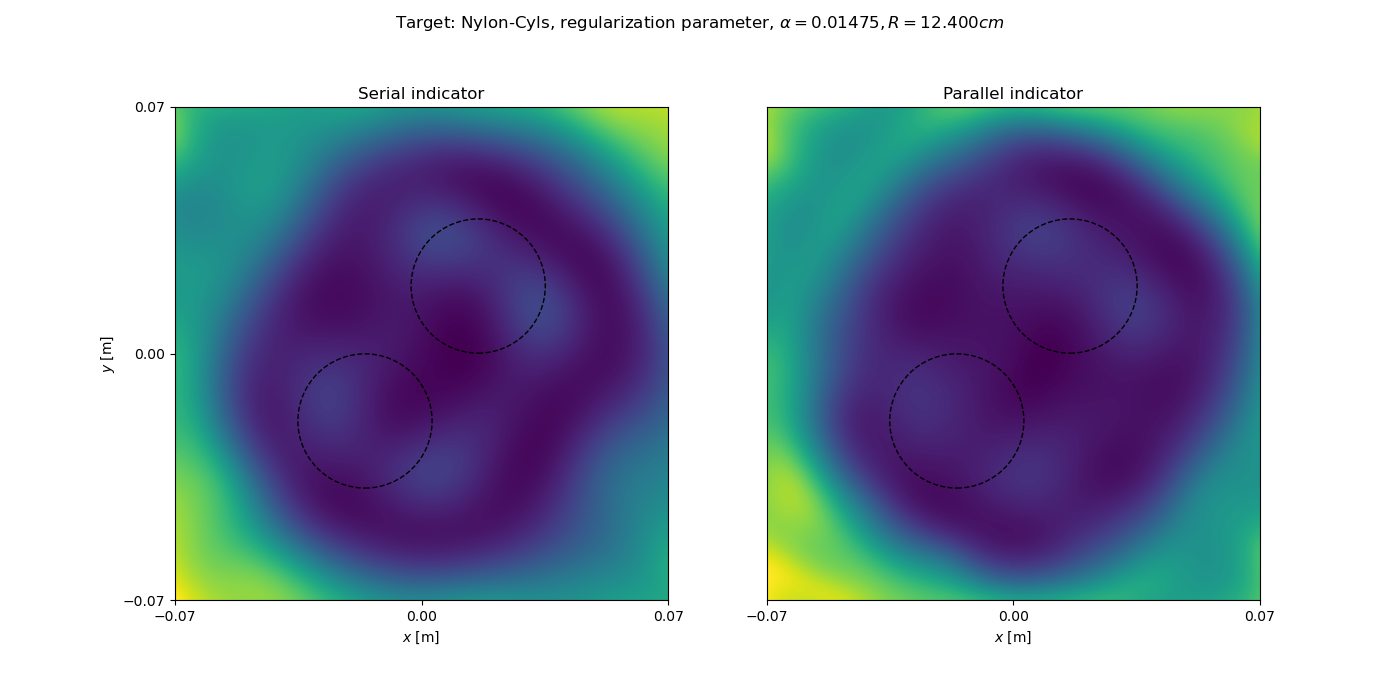 Target: Nylon-Cyls, regularization parameter, α = 0.01475, R = 12.400cm
Serial indicator
Parallel indicator
0.07
0.00
−0.07
y [m]
−0.07
0.00
0.07
−0.07
0.00
0.07
x [m]
x [m]